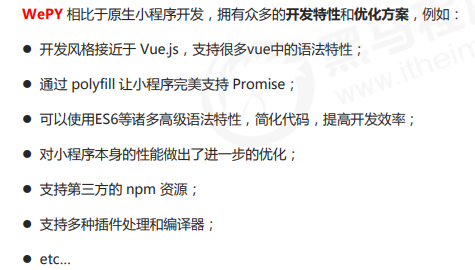 WePY 相比于原生小程序开发，拥有众多的开发特性和优化方案，例如：
● 开发风格接近于 Vue.js，支持很多vue中的语法特性；
● 通过 polyfill 让小程序完美支持 Promise；
● 可以使用ES6等诸多高级语法特性，简化代码，提高开发效率；
● 对小程序本身的性能做出了进一步的优化；
● 支持第三方的 npm 资源；
● 支持多种插件处理和编译器；
● etc...